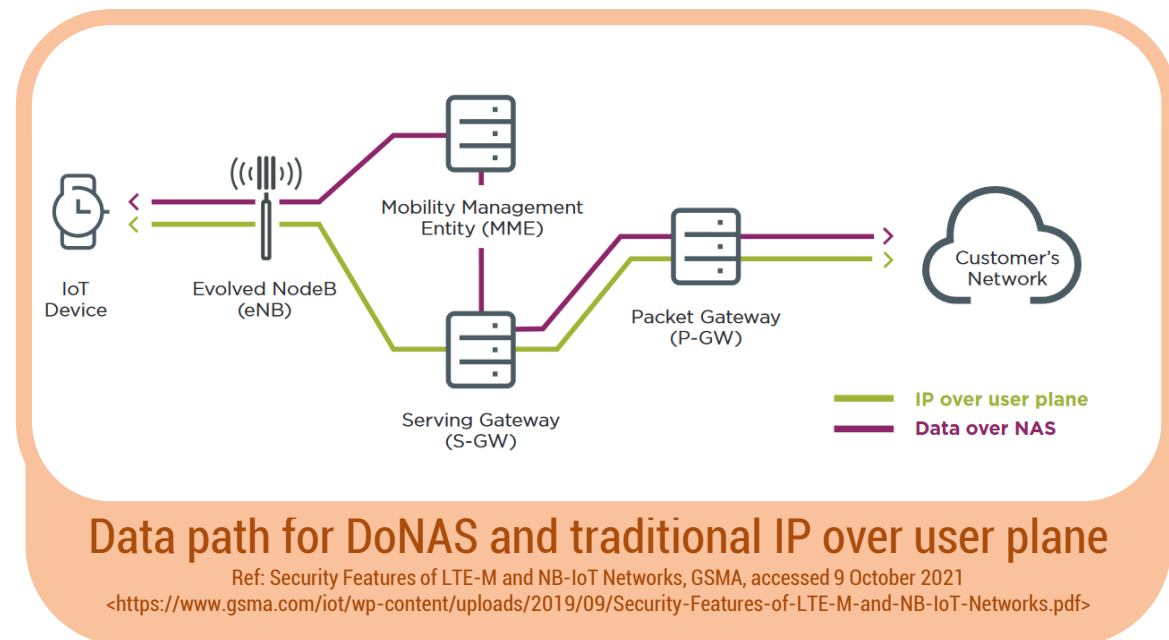 Mobility Management
Entity (MME)
IoT
Device
Evolved NodeB
(eNB)
Customer's
Network
Packet Gateway
(P-GW)
Serving Gateway
(S-GW)
IP over user plane
Data over NAS
Data path for DoNAS and traditional IP over user plane
Ref: Security Features of LTE-M and NB-IoT Networks, GSMA, accessed 9 October 2021
<https://www.gsma.com/iot/wp-content/uploads/2019/09/Security-Features-of-LTE-M-and-NB-IoT-Networks.pdf>